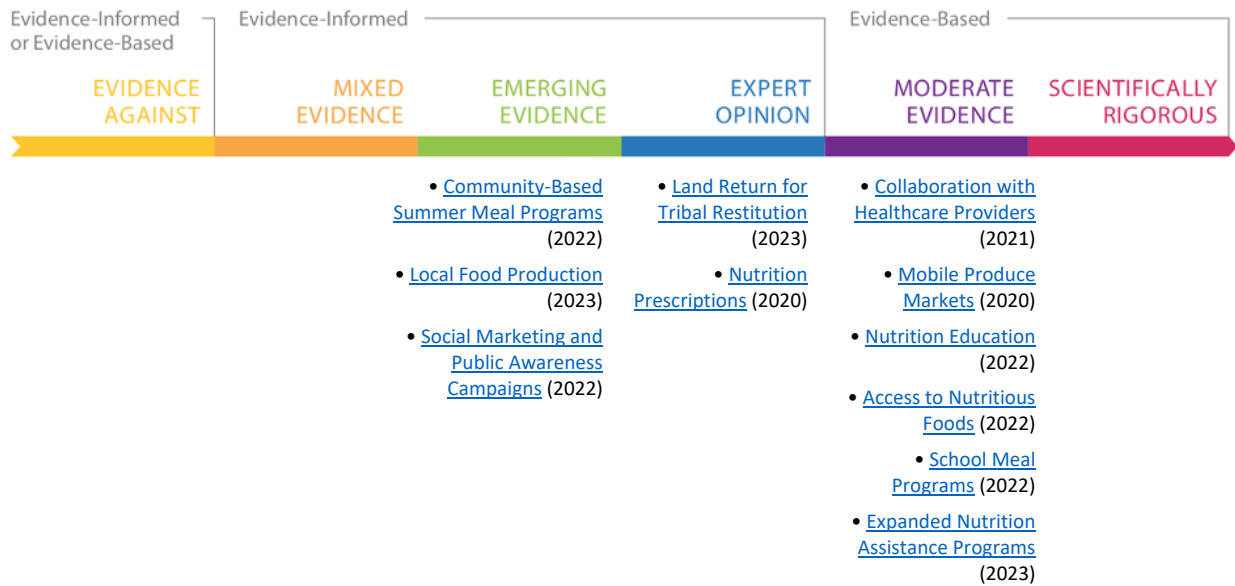 Evidence-Informed
or Evidence-Based
Evidence-Informed
Evidence-Based
EVIDENCE
AGAINST
MIXED
EVIDENCE
EMERGING
EVIDENCE
EXPERT
OPINION
MODERATE
EVIDENCE
SCIENTIFICALLY
RIGOROUS
• Community-Based
Summer Meal Programs
(2022)
• Local Food Production
(2023)
• Social Marketing and
Public Awareness
Campaigns (2022)
• Land Return for
Tribal Restitution
(2023)
• Nutrition
Prescriptions (2020)
• Collaboration with
Healthcare Providers
(2021)
• Mobile Produce
Markets (2020)
• Nutrition Education
(2022)
• Access to Nutritious
Foods (2022)
• School Meal
Programs (2022)
• Expanded Nutrition
Assistance Programs
(2023)